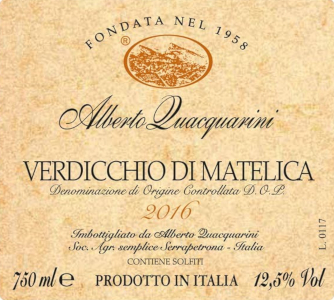 FONDATA NEL 1958
®
Alberto Quacquarini
VERDICCHIO DI MATELICA
Denominazione di Origine Controllata D.O.P.
2016
Imbottigliato da Alberto Quacquarini
Soc. Agr. semplice Serrapetrona - Italia
CONTIENE SOLFITI
750 ml e PRODOTTO IN ITALIA 12,5% Vol
L. 0117